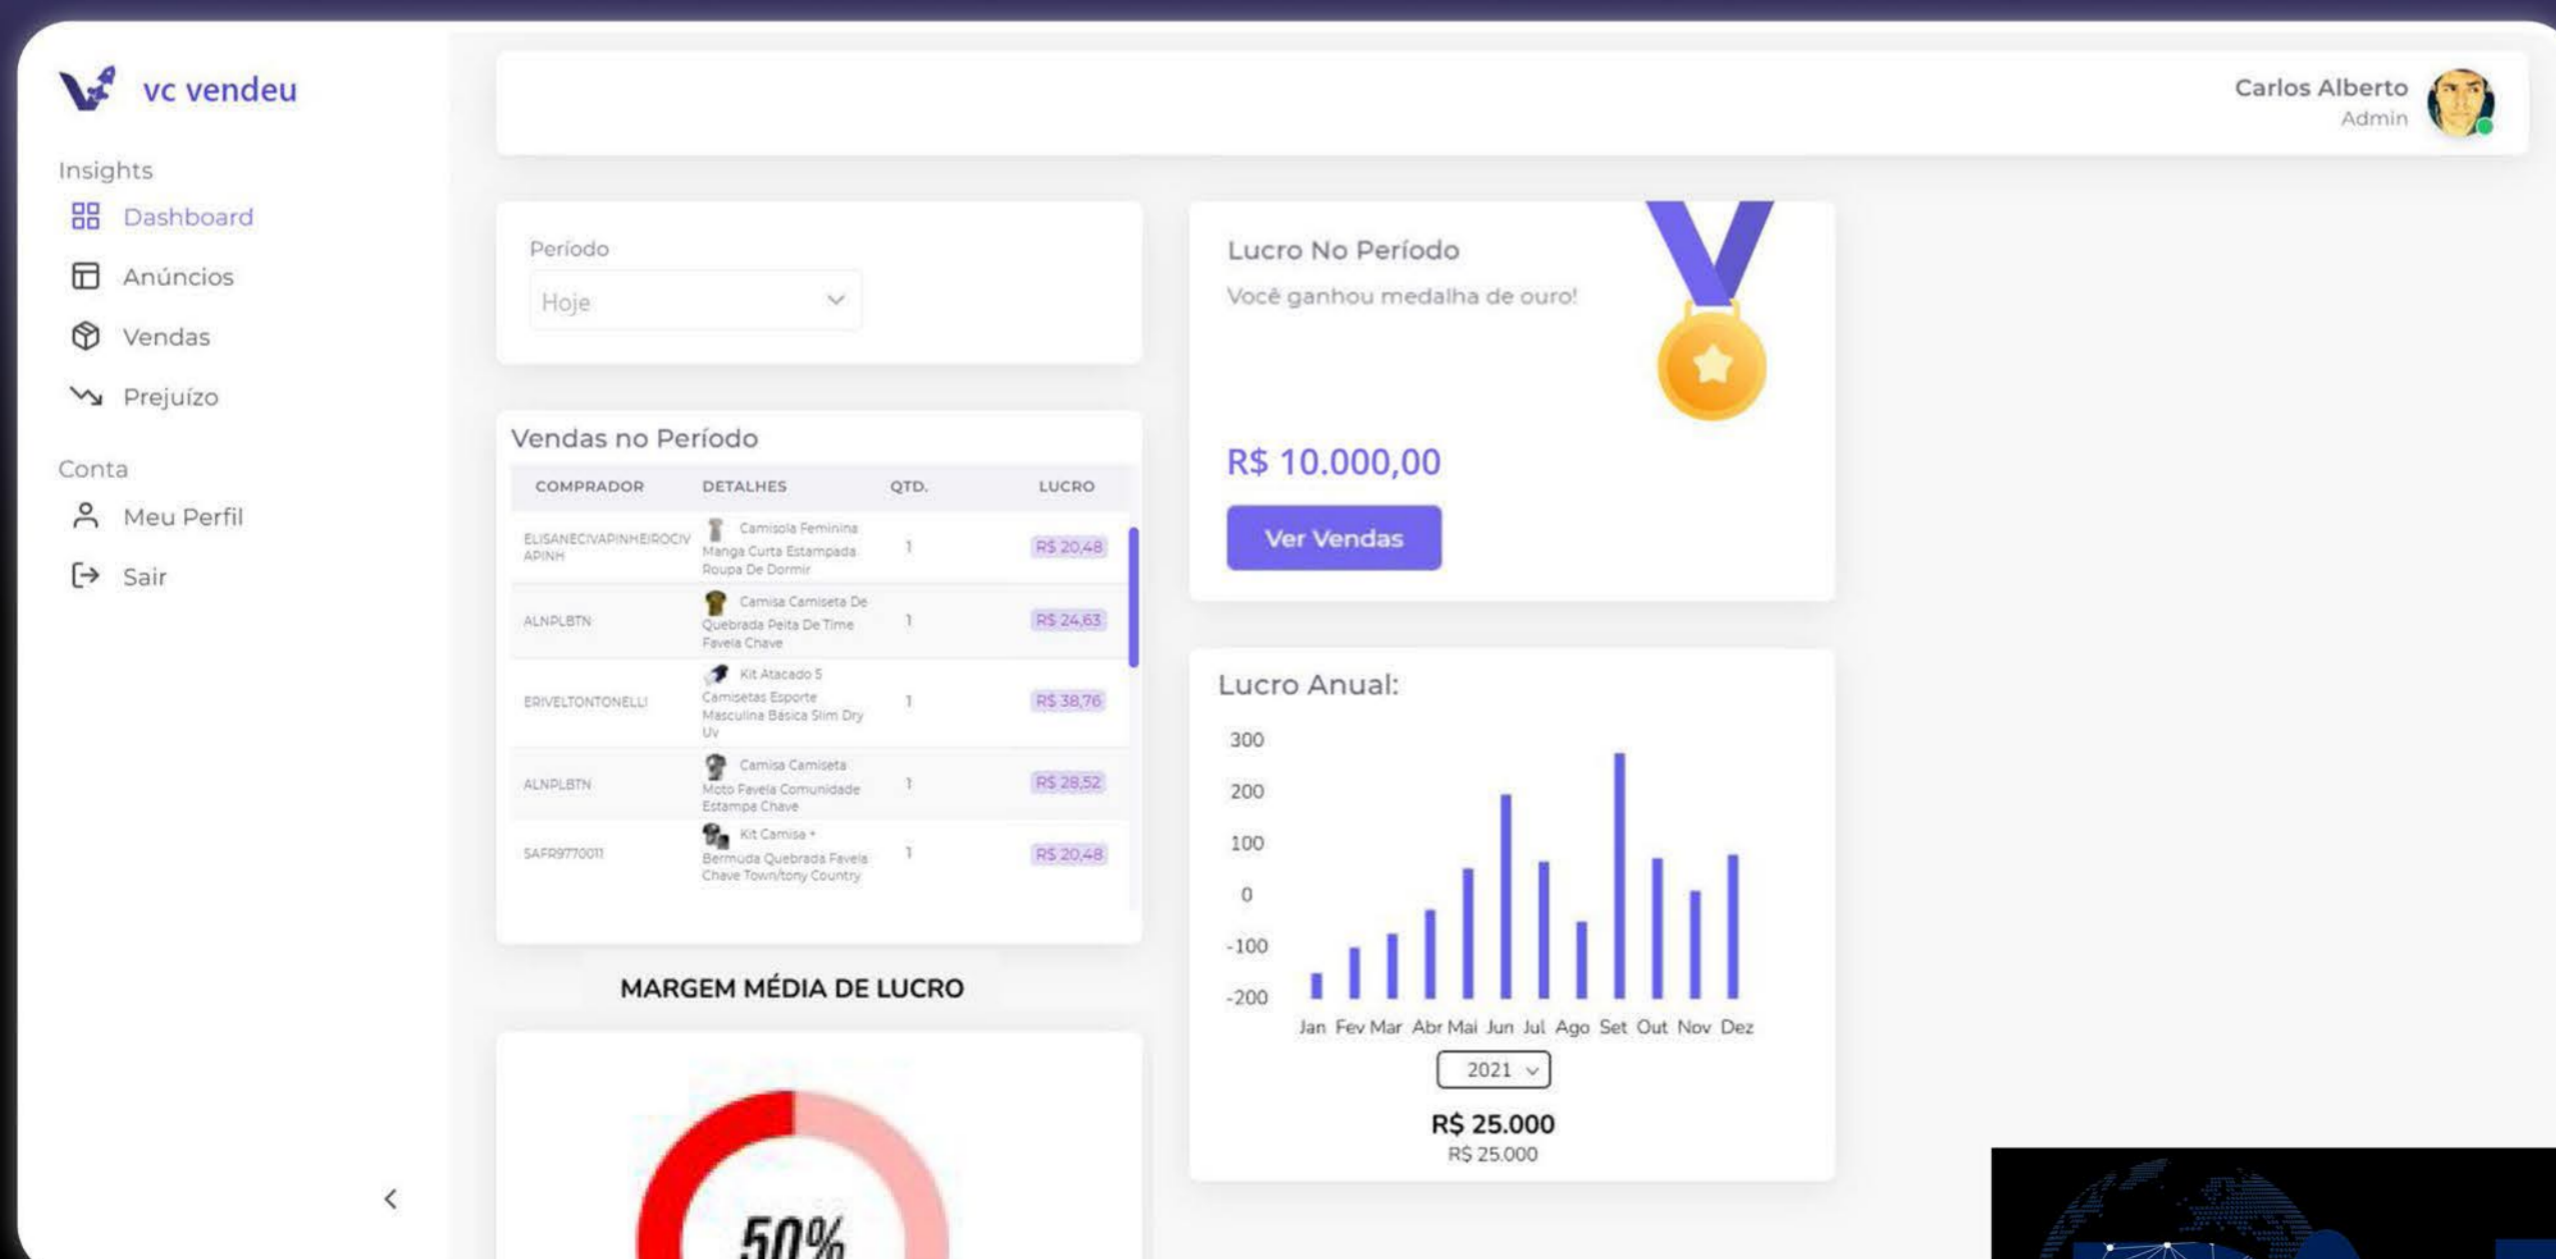 vc vendeu
Insights
Dashboard
Anúncios
Vendas
Prejuízo
Conta
Meu Perfil
Sair
Carlos Alberto
Admin
Período
Hoje
Vendas no Período
COMPRADOR DETALHES QTD. LUCRO
ELISANECIVAPINHEIROCIV
APINH
Camisola Feminina
Manga Curta Estampada
Roupa De Dormir
1
R$ 20,48
ALNPLBTN
Camisa Camiseta De
Quebrada Peita De Time
Favela Chave
1
R$ 24,63
ERIVELTONTONELLI
Kit Atacado 5
Camisetas Esporte
Masculina Básica Slim Dry
Uv
1
R$ 38,76
ALNPLBTN
Camisa Camiseta
Moto Favela Comunidade
Estampa Chave
1
R$ 28,52
SAFR9770011
Kit Camisa +
Bermuda Quebrada Favela
Chave Town/tony Country
1
R$ 20,48
MARGEM MÉDIA DE LUCRO
50%
Lucro No Período
Você ganhou medalha de ouro!
R$ 10.000,00
Ver Vendas
Lucro Anual:
300
200
100
0
-100
-200
Jan Fev Mar Abr Mai Jun Jul Ago Set Out Nov Dez
2021
R$ 25.000
R$ 25.000